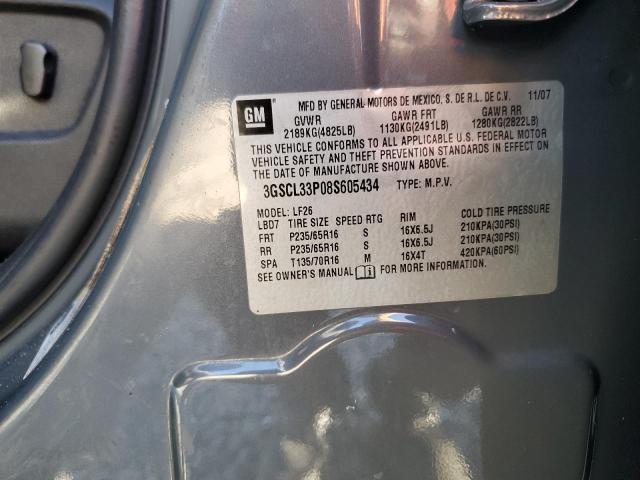 GM
MFD BY GENERAL MOTORS DE MEXICO, S. DE R.L. DE C.V. 11/07
GVWR GAWR FRT GAWR RR
2189KG(4825LB) 1130KG(2491LB) 1280KG(2822LB)
THIS VEHICLE CONFORMS TO ALL APPLICABLE U.S. FEDERAL MOTOR
VEHICLE SAFETY AND THEFT PREVENTION STANDARDS IN EFFECT ON
THE DATE OF MANUFACTURE SHOWN ABOVE.
3GSCL33P08S605434 TYPE: M.P.V.
MODEL: LF26
LBD7 TIRE SIZE SPEED RTG RIM COLD TIRE PRESSURE
FRT P235/65R16 S 16X6.5J 210KPA(30PSI)
RR P235/65R16 S 16X6.5J 210KPA(30PSI)
SPA T135/70R16 M 16X4T 420KPA(60PSI)
SEE OWNER'S MANUAL FOR MORE INFORMATION.